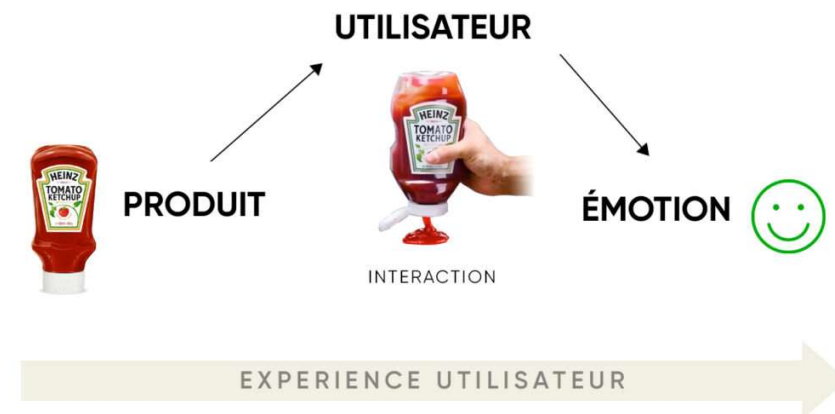 UTILISATEUR
HEINZ
TOMATO
KETCHUP
HEINZ
TOMATO
KETCHUP
PRODUIT
ÉMOTION
INTERACTION
EXPERIENCE UTILISATEUR